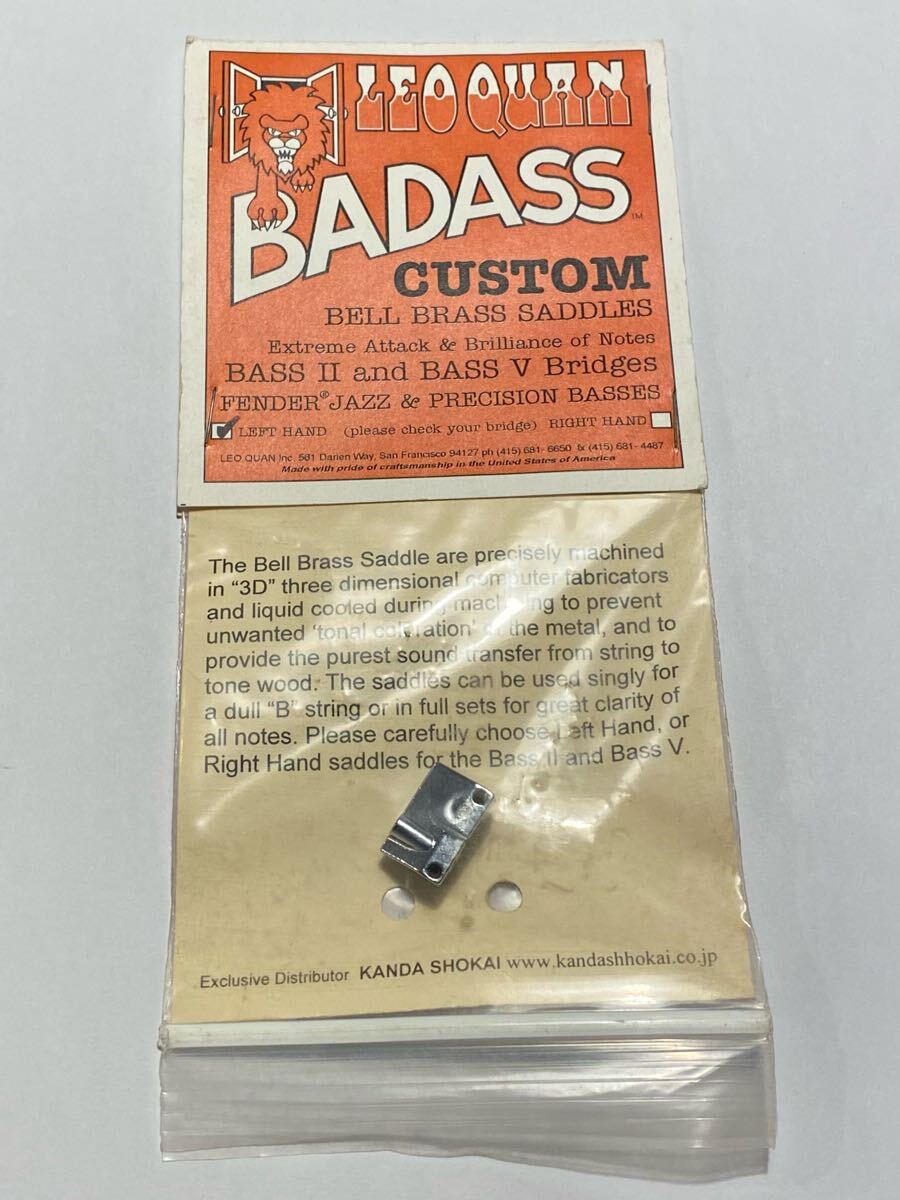 LEO QUAN
BADASS™
CUSTOM
BELL BRASS SADDLES
Extreme Attack & Brilliance of Notes
BASS II and BASS V Bridges
FENDER® JAZZ & PRECISION BASSES
LEFT HAND (please check your bridge) RIGHT HAND
LEO QUAN Inc. 561 Darien Way, San Francisco 94127 ph (415) 681-6650 fx (415) 681-4487
Made with pride of craftsmanship in the United States of America
The Bell Brass Saddle are precisely machined
in “3D” three dimensional computer fabricators
and liquid cooled during machining to prevent
unwanted ‘tonal coloration’ of the metal, and to
provide the purest sound transfer from string to
tone wood. The saddles can be used singly for
a dull “B” string or in full sets for great clarity of
all notes. Please carefully choose Left Hand, or
Right Hand saddles for the Bass II and Bass V.
Exclusive Distributor KANDA SHOKAI www.kandashhokai.co.jp